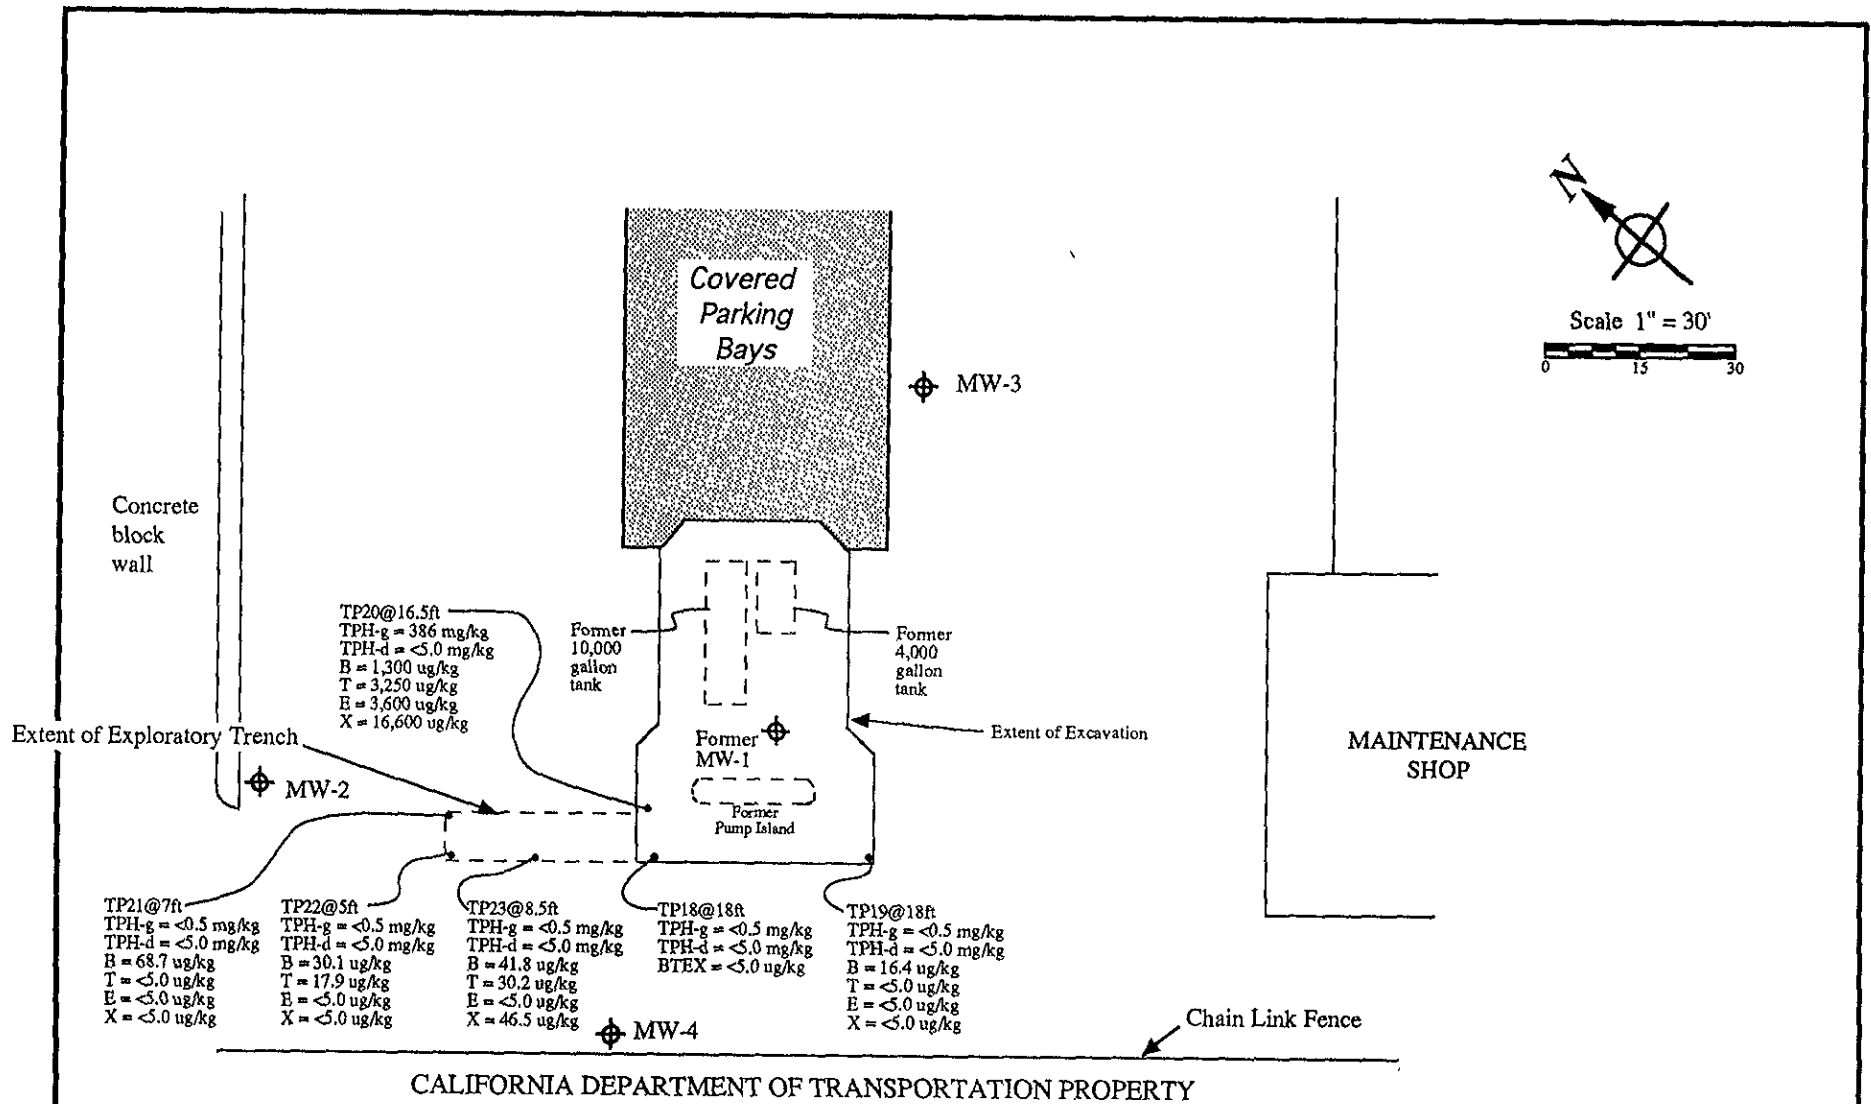 N
Scale 1" = 30'
0 15 30
Covered
Parking
Bays
MW-3
Concrete
block
wall
TP20@16.5ft
TPH-g = 386 mg/kg
TPH-d = <5.0 mg/kg
B = 1,300 ug/kg
T = 3,250 ug/kg
E = 3,600 ug/kg
X = 16,600 ug/kg
Former
10,000
gallon
tank
Former
4,000
gallon
tank
Extent of Exploratory Trench
Former
MW-1
Extent of Excavation
MAINTENANCE
SHOP
MW-2
Former
Pump Island
TP21@7ft
TPH-g = <0.5 mg/kg
TPH-d = <5.0 mg/kg
B = 68.7 ug/kg
T = <5.0 ug/kg
E = <5.0 ug/kg
X = <5.0 ug/kg
TP22@5ft
TPH-g = <0.5 mg/kg
TPH-d = <5.0 mg/kg
B = 30.1 ug/kg
T = 17.9 ug/kg
E = <5.0 ug/kg
X = <5.0 ug/kg
TP23@8.5ft
TPH-g = <0.5 mg/kg
TPH-d = <5.0 mg/kg
B = 41.8 ug/kg
T = 30.2 ug/kg
E = <5.0 ug/kg
X = 46.5 ug/kg
TP18@18ft
TPH-g = <0.5 mg/kg
TPH-d = <5.0 mg/kg
BTEX = <5.0 ug/kg
TP19@18ft
TPH-g = <0.5 mg/kg
TPH-d = <5.0 mg/kg
B = 16.4 ug/kg
T = <5.0 ug/kg
E = <5.0 ug/kg
X = <5.0 ug/kg
MW-4
Chain Link Fence
CALIFORNIA DEPARTMENT OF TRANSPORTATION PROPERTY